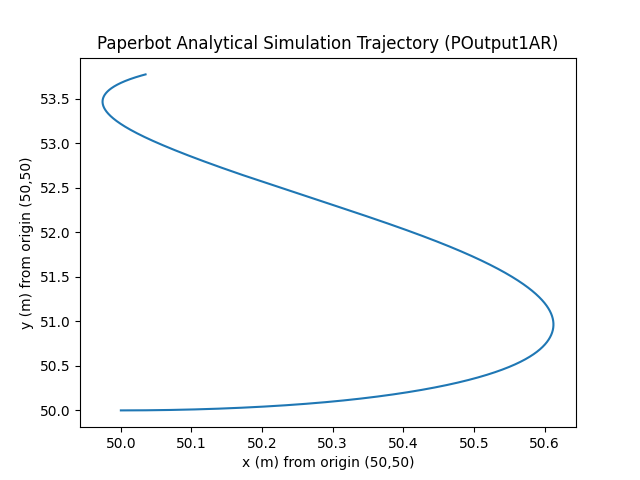 Paperbot Analytical Simulation Trajectory (POutput1AR)
53.5
53.0
52.5
52.0
51.5
51.0
50.5
50.0
y (m) from origin (50,50)
50.0 50.1 50.2 50.3 50.4 50.5 50.6
x (m) from origin (50,50)